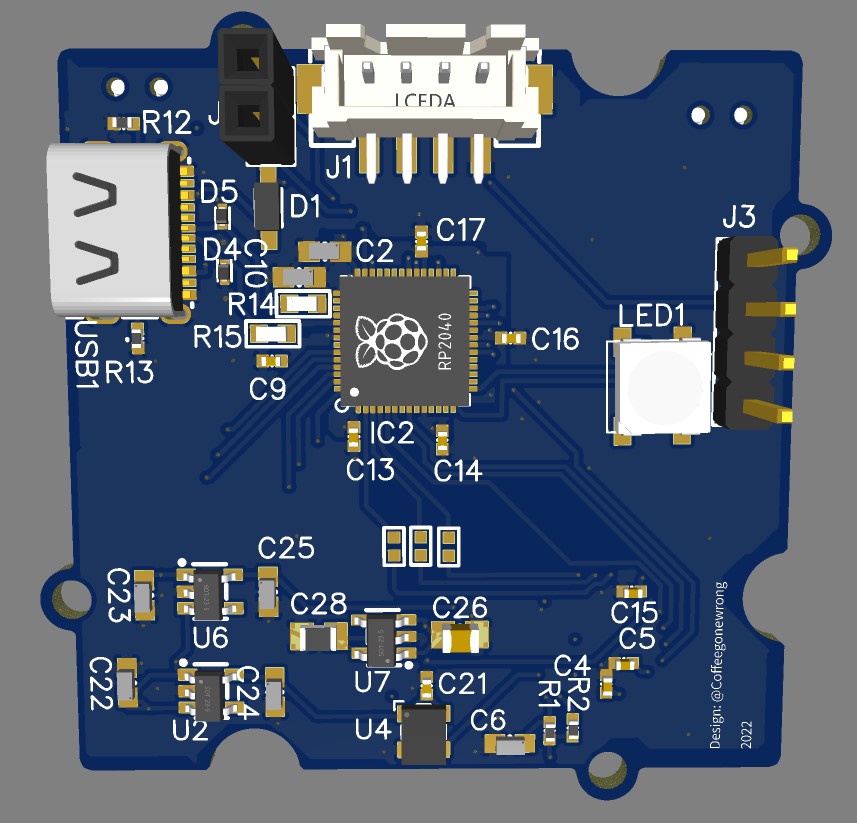 LCEDA
R12
J1
D5
D1
D4
C10
C2
C17
J3
R14
R15
RP2040
LED1
C16
USB1
R13
C9
IC2
C13
C14
C25
C23
U6
C28
C26
C15
C5
C22
C24
U2
U7
C21
U4
C6
C4
R1
R2
Design: @Coffeegonewrong
2022